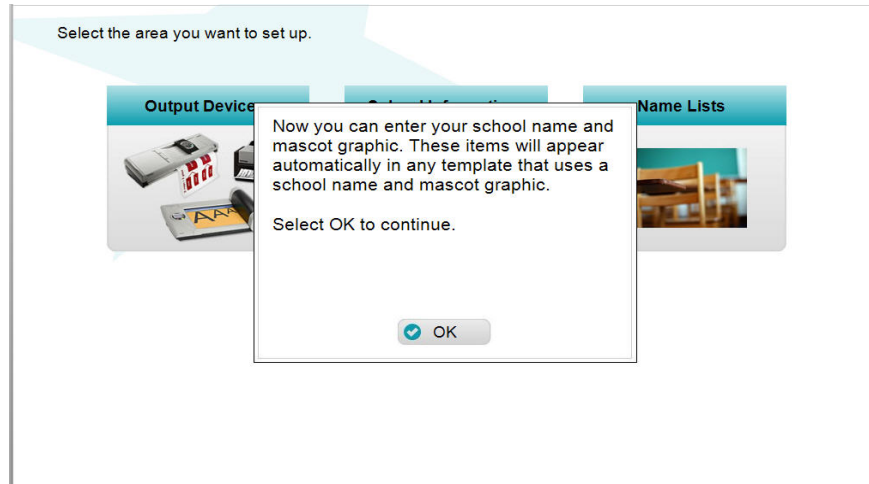 Select the area you want to set up.
Output Device
Name Lists
Now you can enter your school name and
mascot graphic. These items will appear
automatically in any template that uses a
school name and mascot graphic.
Select OK to continue.
OK
AAA